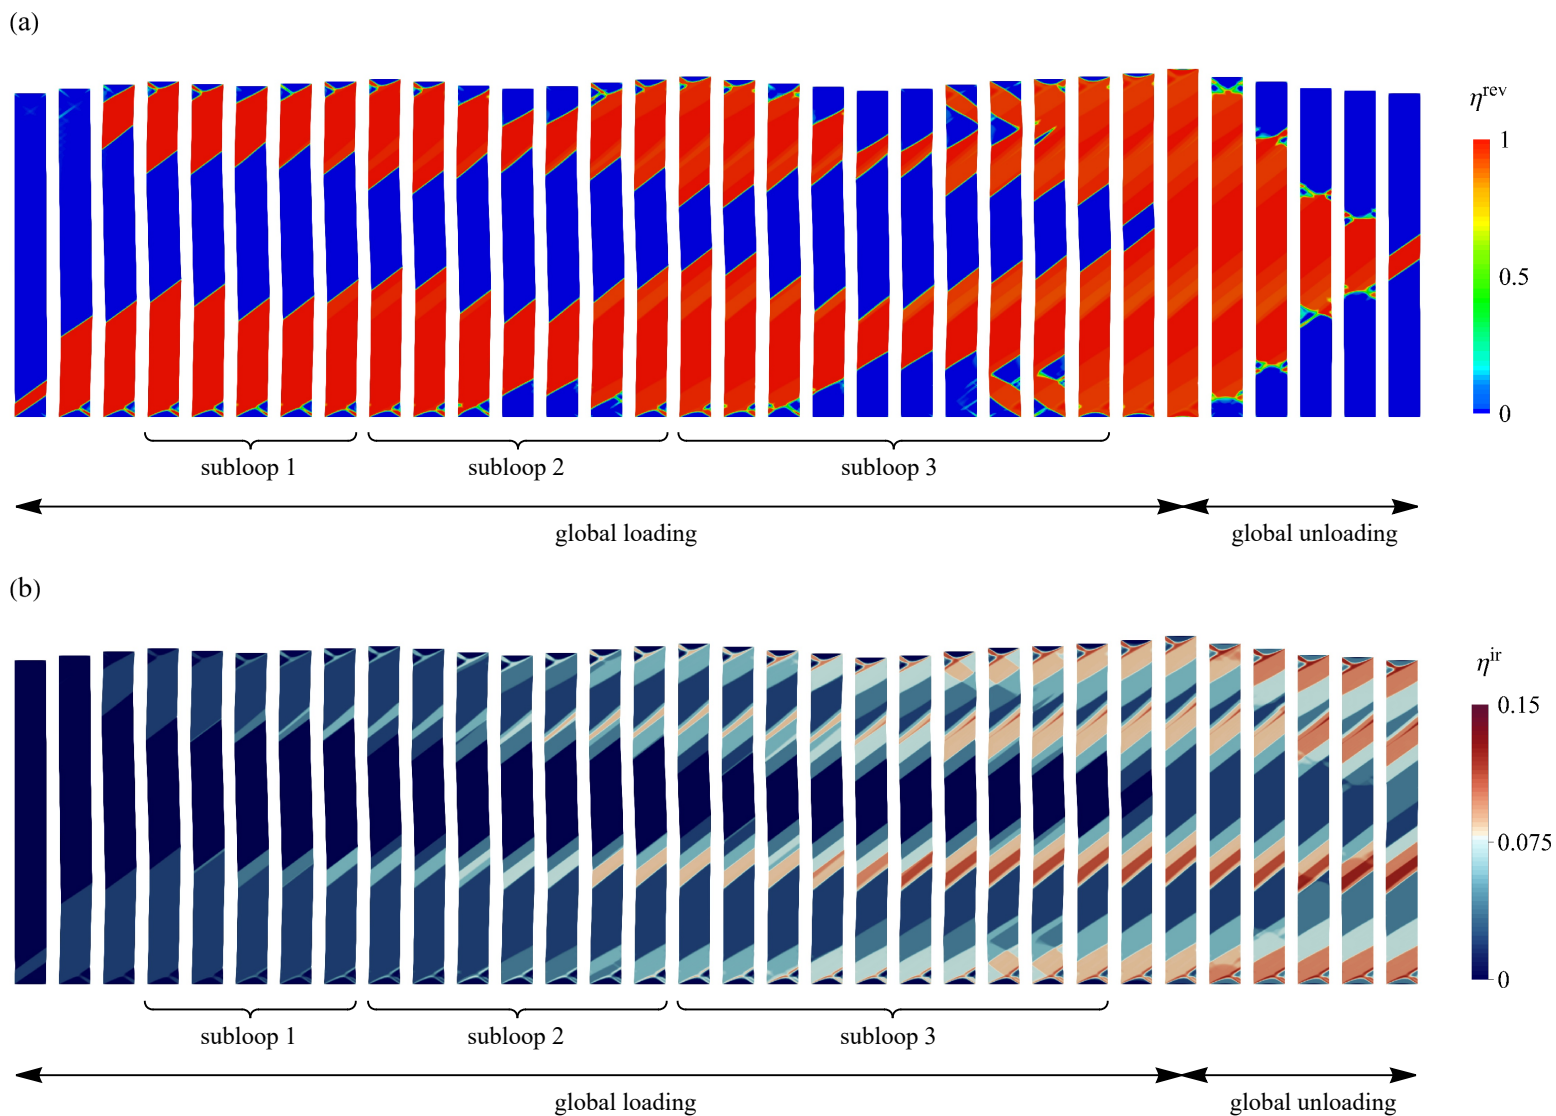 (a)
η^rev
1
0.5
0
subloop 1
subloop 2
subloop 3
global loading
global unloading
(b)
η^ir
0.15
0.075
0
subloop 1
subloop 2
subloop 3
global loading
global unloading